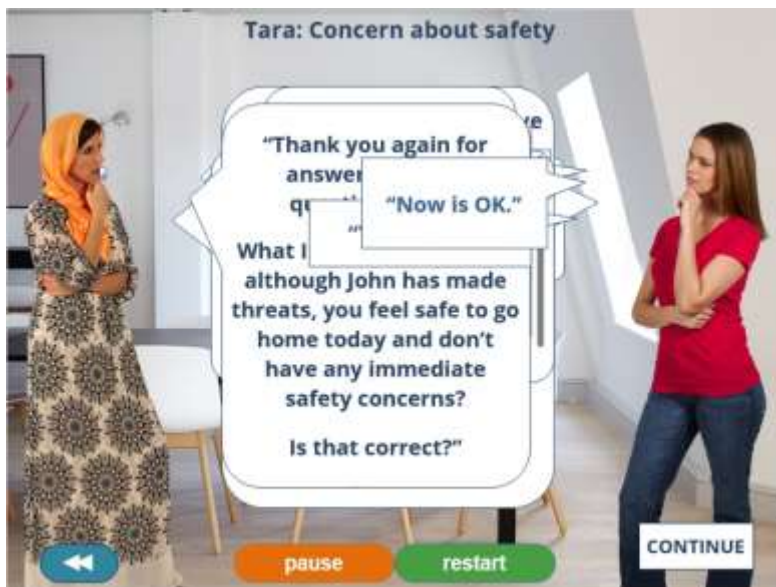 Tara: Concern about safety
ve
“Thank you again for
answer
qu
“Now is OK.”
“
What I
although John has made
threats, you feel safe to go
home today and don’t
have any immediate
safety concerns?
Is that correct?”
CONTINUE
pause
restart